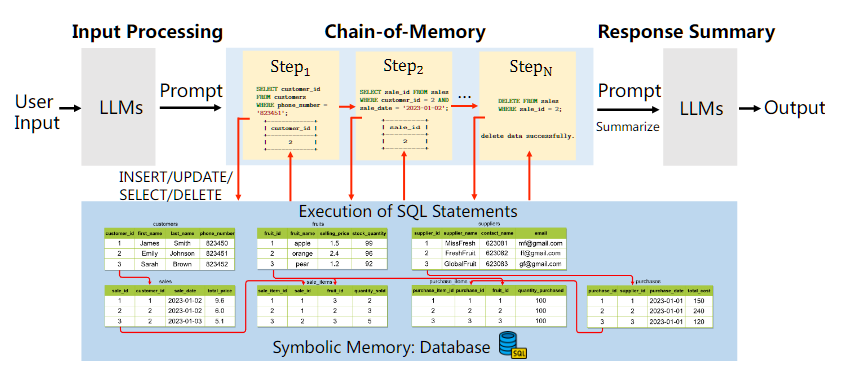 Input Processing
Chain-of-Memory
Response Summary
User
Input
LLMs
Prompt
Step1
SELECT customer_id
FROM customers
WHERE phone_number =
'823451';
customer_id
2
Step2
SELECT sale_id FROM sales
WHERE customer_id = 2 AND
sale_date = '2023-01-02';
sale_id
2
...
StepN
DELETE FROM sales
WHERE sale_id = 2;
delete data successfully.
Prompt
Summarize
LLMs
Output
INSERT/UPDATE/
SELECT/DELETE
Execution of SQL Statements
customers
customer_id first_name last_name phone_number
1 James Smith 823450
2 Emily Johnson 823451
3 Sarah Brown 823452
fruits
fruit_id fruit_name selling_price stock_quantity
1 apple 1.5 99
2 orange 2.4 96
3 pear 1.2 92
suppliers
supplier_id supplier_name contact_name email
1 MissFresh 623081 mf@gmail.com
2 FreshFruit 623082 ff@gmail.com
3 GlobalFruit 623083 gf@gmail.com
sales
sale_id customer_id sale_date total_price
1 1 2023-01-02 9.6
2 2 2023-01-02 6.0
3 2 2023-01-03 5.1
sale_items
sale_item_id sale_id fruit_id quantity_sold
1 1 3 2
2 1 2 3
3 2 3 5
purchase_items
purchase_item_id purchase_id fruit_id quantity_purchased
1 1 1 100
2 2 2 100
3 3 3 100
purchases
purchase_id supplier_id purchase_date total_cost
1 1 2023-01-01 150
2 2 2023-01-01 240
3 3 2023-01-01 120
Symbolic Memory: Database
SQL